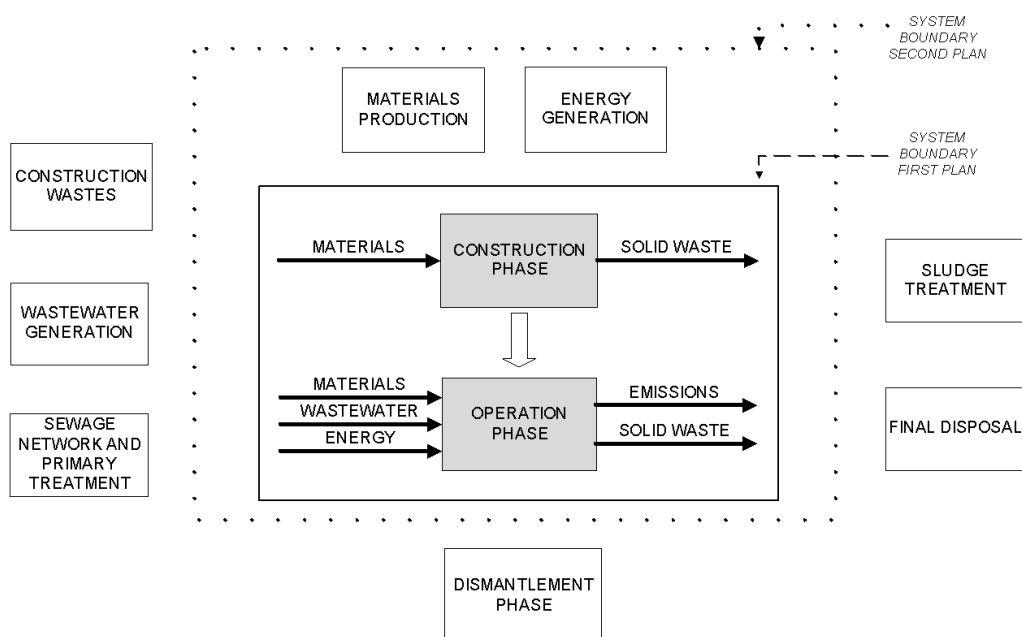 SYSTEM
BOUNDARY
SECOND PLAN
MATERIALS
PRODUCTION
ENERGY
GENERATION
SYSTEM
BOUNDARY
FIRST PLAN
CONSTRUCTION
WASTES
MATERIALS
CONSTRUCTION
PHASE
SOLID WASTE
SLUDGE
TREATMENT
WASTEWATER
GENERATION
MATERIALS
WASTEWATER
ENERGY
OPERATION
PHASE
EMISSIONS
SOLID WASTE
SEWAGE
NETWORK AND
PRIMARY
TREATMENT
FINAL DISPOSAL
DISMANTLEMENT
PHASE